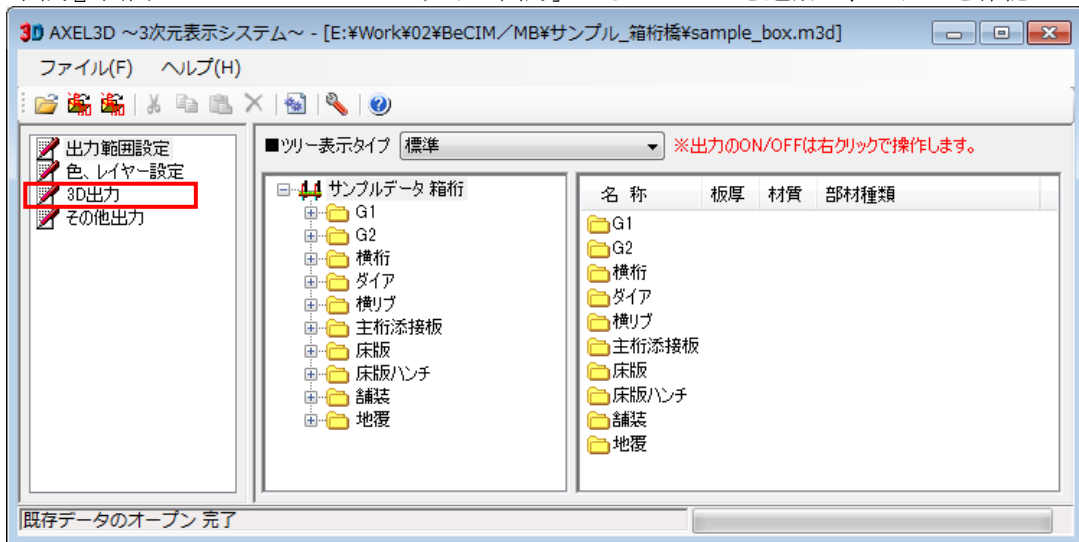 3D AXEL3D ～3次元表示システム～ - [E:¥Work¥02¥BeCIM／MB¥サンプル_箱桁橋¥sample_box.m3d]
ファイル(F) ヘルプ(H)
出力範囲設定
色、レイヤー設定
3D出力
その他出力
■ツリー表示タイプ 標準 ※出力のON/OFFは右クリックで操作します。
サンプルデータ 箱桁
G1
G2
横桁
ダイア
横リブ
主桁添接板
床版
床版ハンチ
舗装
地覆
名 称 板厚 材質 部材種類
G1
G2
横桁
ダイア
横リブ
主桁添接板
床版
床版ハンチ
舗装
地覆
既存データのオープン 完了